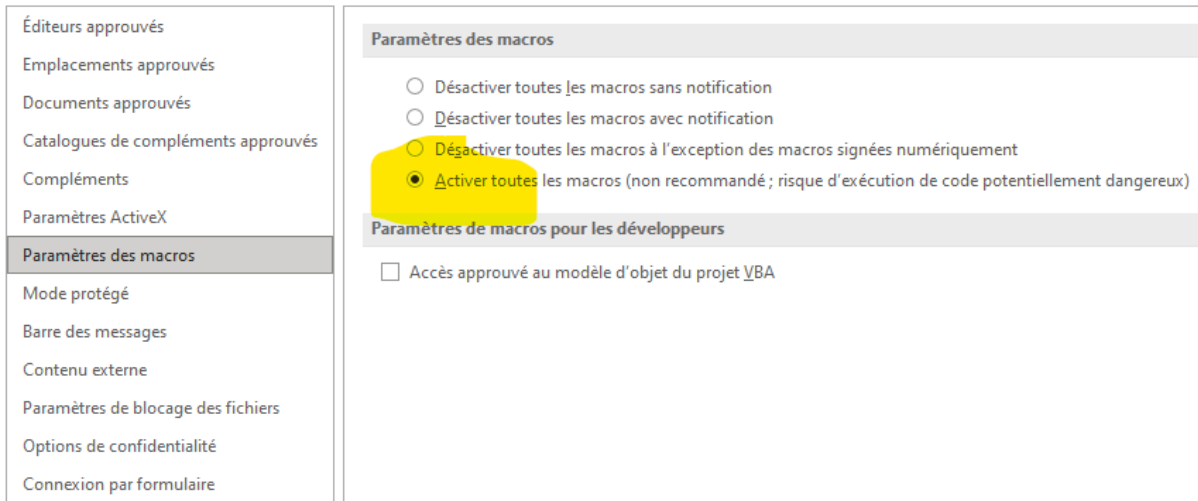 Éditeurs approuvés
Emplacements approuvés
Documents approuvés
Catalogues de compléments approuvés
Compléments
Paramètres ActiveX
Paramètres des macros
Mode protégé
Barre des messages
Contenu externe
Paramètres de blocage des fichiers
Options de confidentialité
Connexion par formulaire
Paramètres des macros
Désactiver toutes les macros sans notification
Désactiver toutes les macros avec notification
Désactiver toutes les macros à l'exception des macros signées numériquement
Activer toutes les macros (non recommandé ; risque d'exécution de code potentiellement dangereux)
Paramètres de macros pour les développeurs
Accès approuvé au modèle d'objet du projet VBA